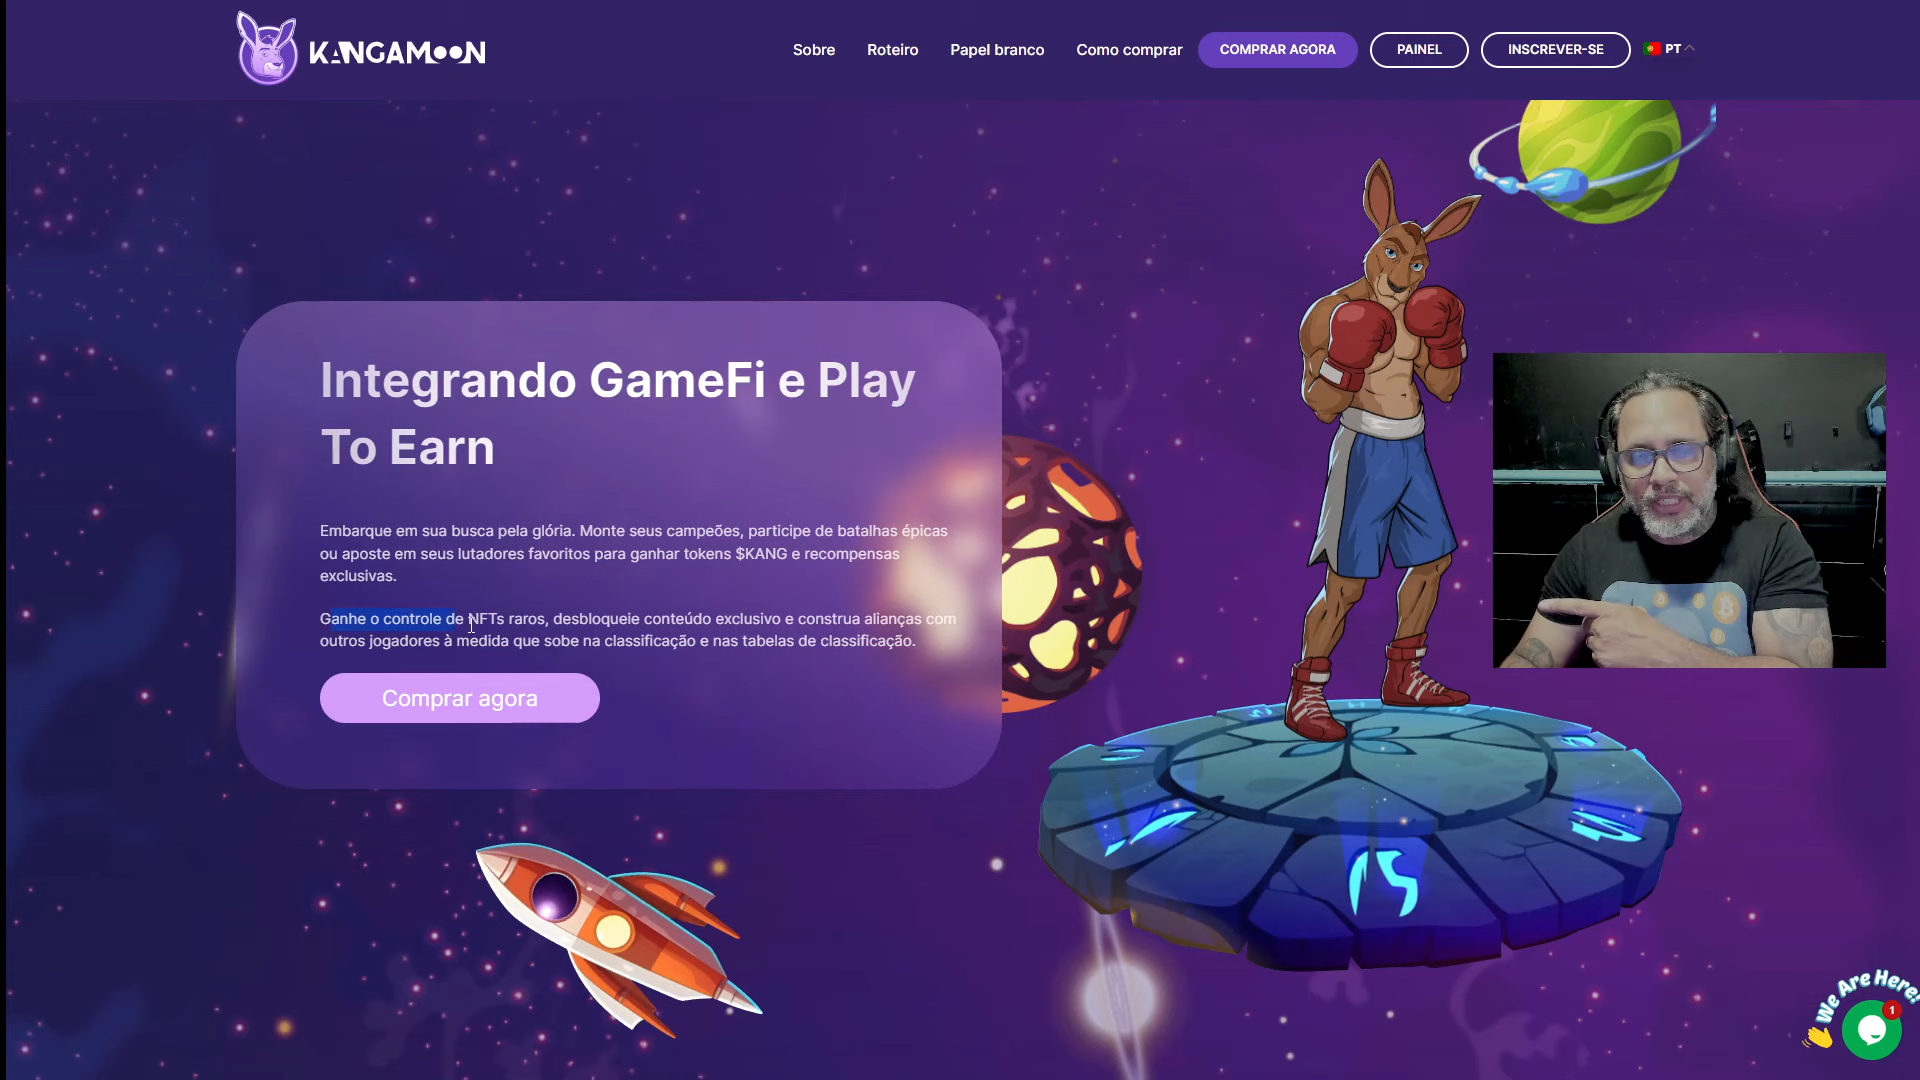 KANGAMOON
Sobre Roteiro Papel branco Como comprar COMPRAR AGORA PAINEL INSCREVER-SE PT
Integrando GameFi e Play
To Earn
Embarque em sua busca pela glória. Monte seus campeões, participe de batalhas épicas
ou aposte em seus lutadores favoritos para ganhar tokens $KANG e recompensas
exclusivas.
Ganhe o controle de NFTs raros, desbloqueie conteúdo exclusivo e construa alianças com
outros jogadores à medida que sobe na classificação e nas tabelas de classificação.
Comprar agora
We Are Here!
1